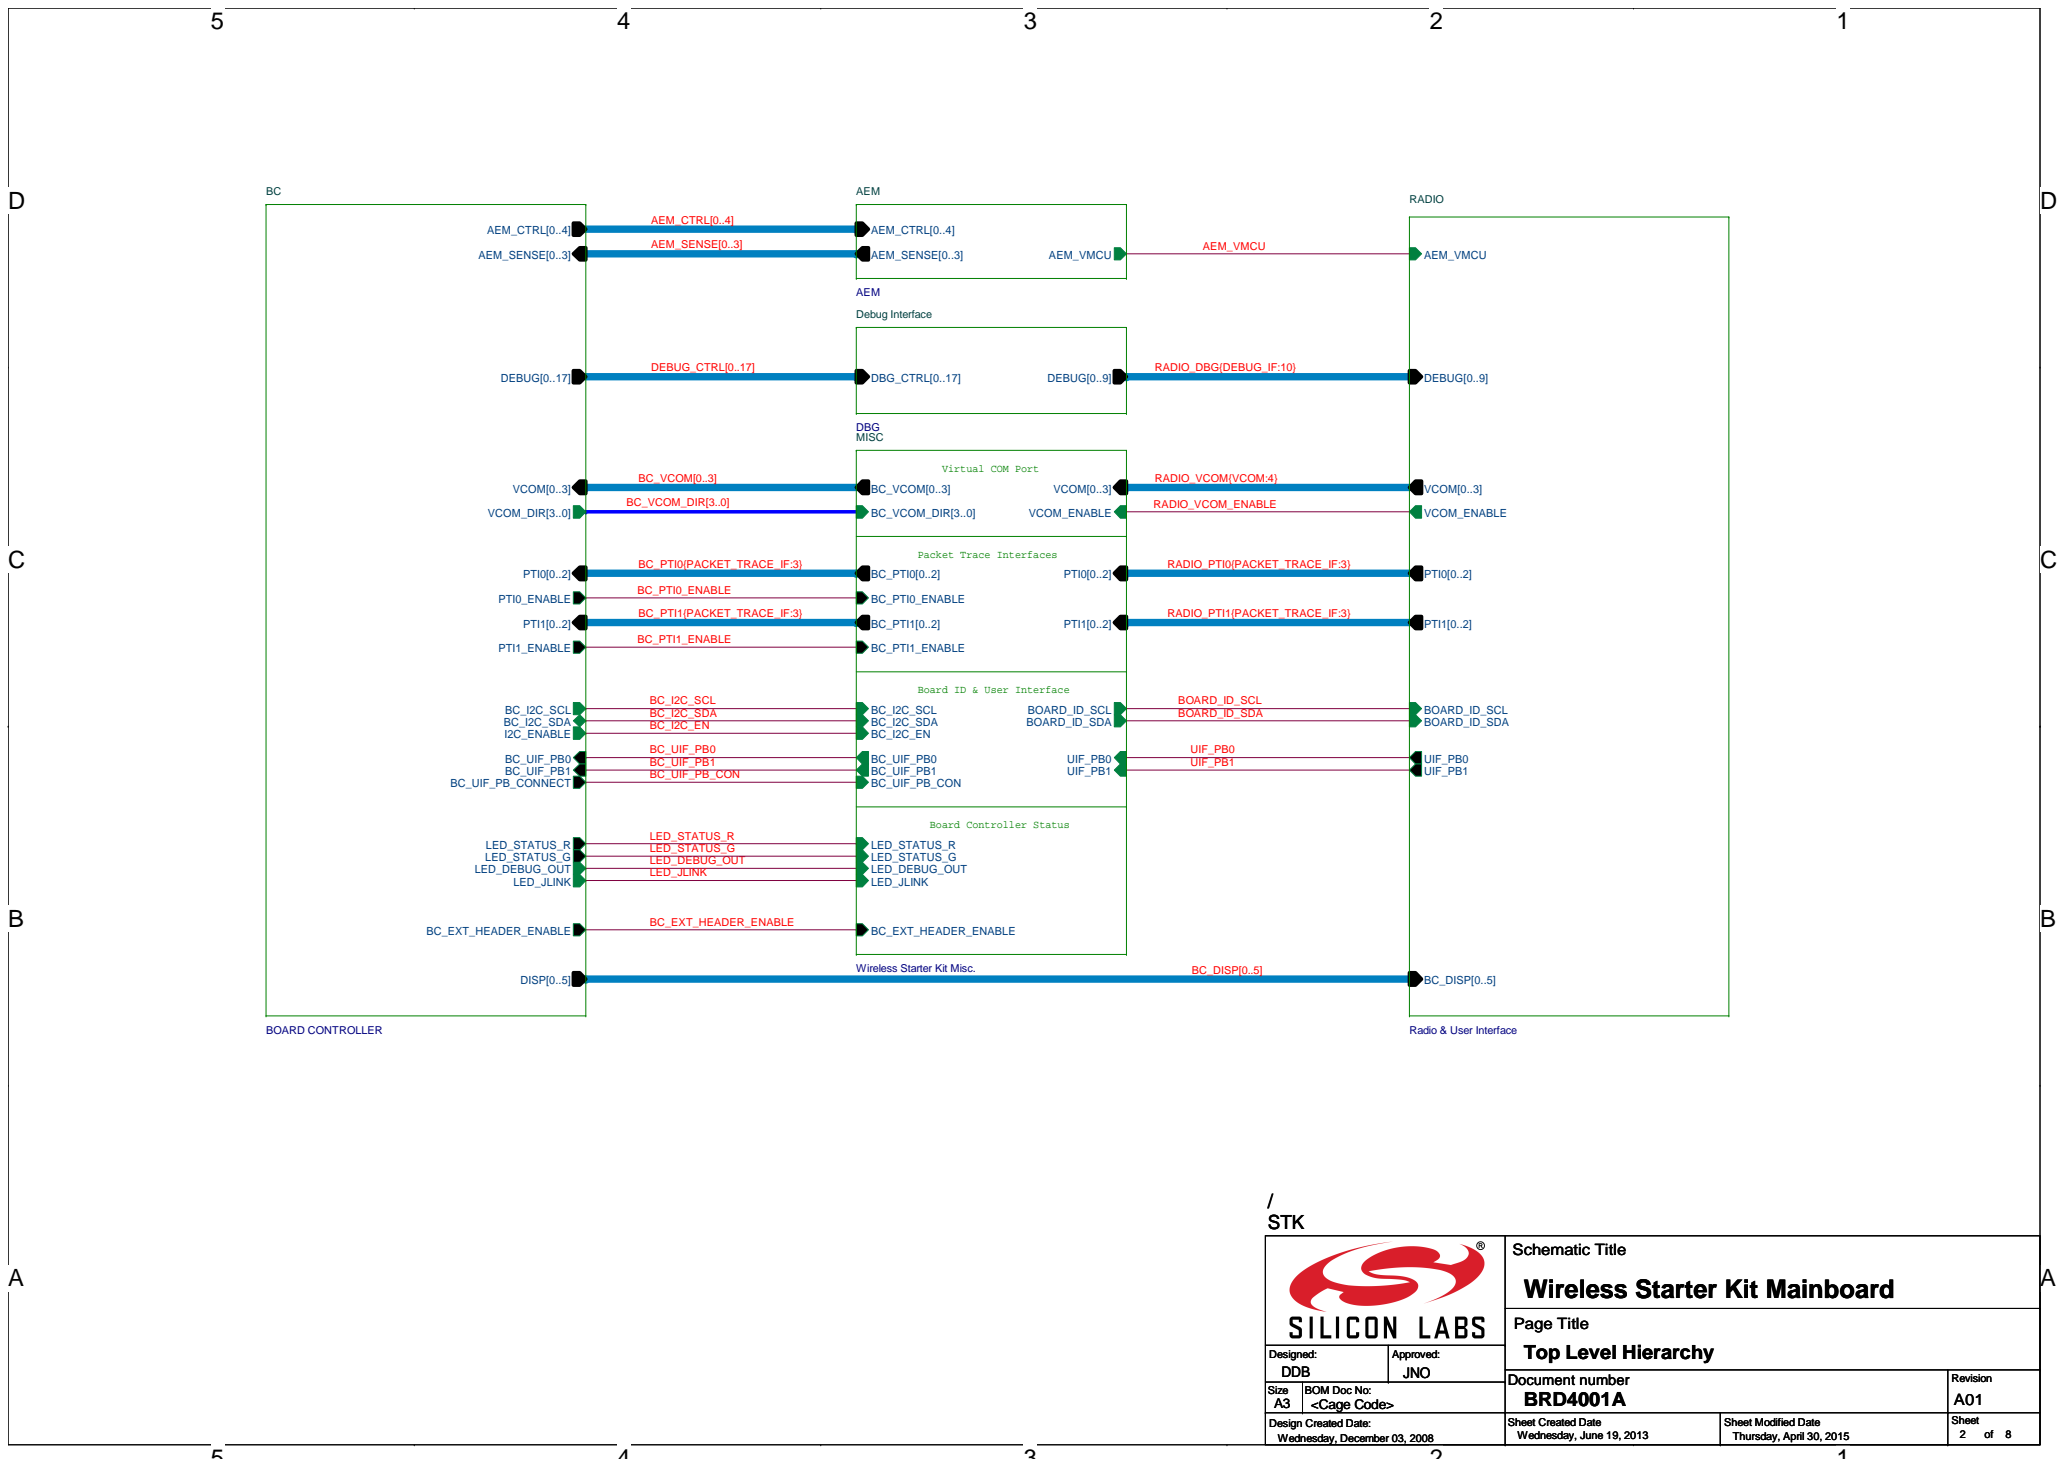 5 4 3 2 1
D D
BC AEM RADIO
AEM_CTRL[0..4] AEM_CTRL[0..4] AEM_CTRL[0..4]
AEM_SENSE[0..3] AEM_SENSE[0..3] AEM_SENSE[0..3] AEM_VMCU AEM_VMCU AEM_VMCU
AEM
Debug Interface
DEBUG[0..17] DEBUG_CTRL[0..17] DBG_CTRL[0..17] DEBUG[0..9] RADIO_DBG{DEBUG_IF:10} DEBUG[0..9]
DBG
MISC
Virtual COM Port
VCOM[0..3] BC_VCOM[0..3] BC_VCOM[0..3] VCOM[0..3] RADIO_VCOM{VCOM:4} VCOM[0..3]
VCOM_DIR[3..0] BC_VCOM_DIR[3..0] BC_VCOM_DIR[3..0] VCOM_ENABLE RADIO_VCOM_ENABLE VCOM_ENABLE
C C
Packet Trace Interfaces
PTI0[0..2] BC_PTI0{PACKET_TRACE_IF:3} BC_PTI0[0..2] PTI0[0..2] RADIO_PTI0{PACKET_TRACE_IF:3} PTI0[0..2]
PTI0_ENABLE BC_PTI0_ENABLE BC_PTI0_ENABLE
PTI1[0..2] BC_PTI1{PACKET_TRACE_IF:3} BC_PTI1[0..2] PTI1[0..2] RADIO_PTI1{PACKET_TRACE_IF:3} PTI1[0..2]
PTI1_ENABLE BC_PTI1_ENABLE BC_PTI1_ENABLE
Board ID & User Interface
BC_I2C_SCL BC_I2C_SCL BC_I2C_SCL BOARD_ID_SCL BOARD_ID_SCL BOARD_ID_SCL
BC_I2C_SDA BC_I2C_SDA BC_I2C_SDA BOARD_ID_SDA BOARD_ID_SDA BOARD_ID_SDA
I2C_ENABLE BC_I2C_EN BC_I2C_EN
BC_UIF_PB0 BC_UIF_PB0 BC_UIF_PB0 UIF_PB0 UIF_PB0 UIF_PB0
BC_UIF_PB1 BC_UIF_PB1 BC_UIF_PB1 UIF_PB1 UIF_PB1 UIF_PB1
BC_UIF_PB_CONNECT BC_UIF_PB_CON BC_UIF_PB_CON
Board Controller Status
LED_STATUS_R LED_STATUS_R LED_STATUS_R
LED_STATUS_G LED_STATUS_G LED_STATUS_G
LED_DEBUG_OUT LED_DEBUG_OUT LED_DEBUG_OUT
LED_JLINK LED_JLINK LED_JLINK
B B
BC_EXT_HEADER_ENABLE BC_EXT_HEADER_ENABLE BC_EXT_HEADER_ENABLE
Wireless Starter Kit Misc.
DISP[0..5] BC_DISP[0..5] BC_DISP[0..5]
BOARD CONTROLLER Radio & User Interface
/
STK
A A
SILICON LABS ®
Schematic Title
Wireless Starter Kit Mainboard
Page Title
Top Level Hierarchy
Designed: Approved:
DDB JNO
Document number Revision
BRD4001A A01
Size BOM Doc No:
A3 <Cage Code>
Design Created Date: Sheet Created Date Sheet Modified Date Sheet
Wednesday, December 03, 2008 Wednesday, June 19, 2013 Thursday, April 30, 2015 2 of 8
5 4 3 2 1